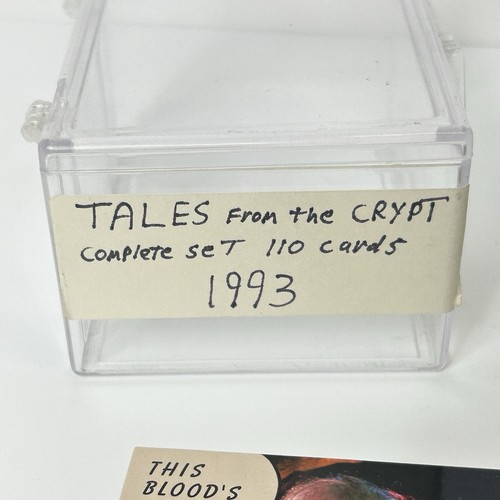 TALES From the CRYPT
Complete set 110 cards
1993
THIS
BLOOD'S